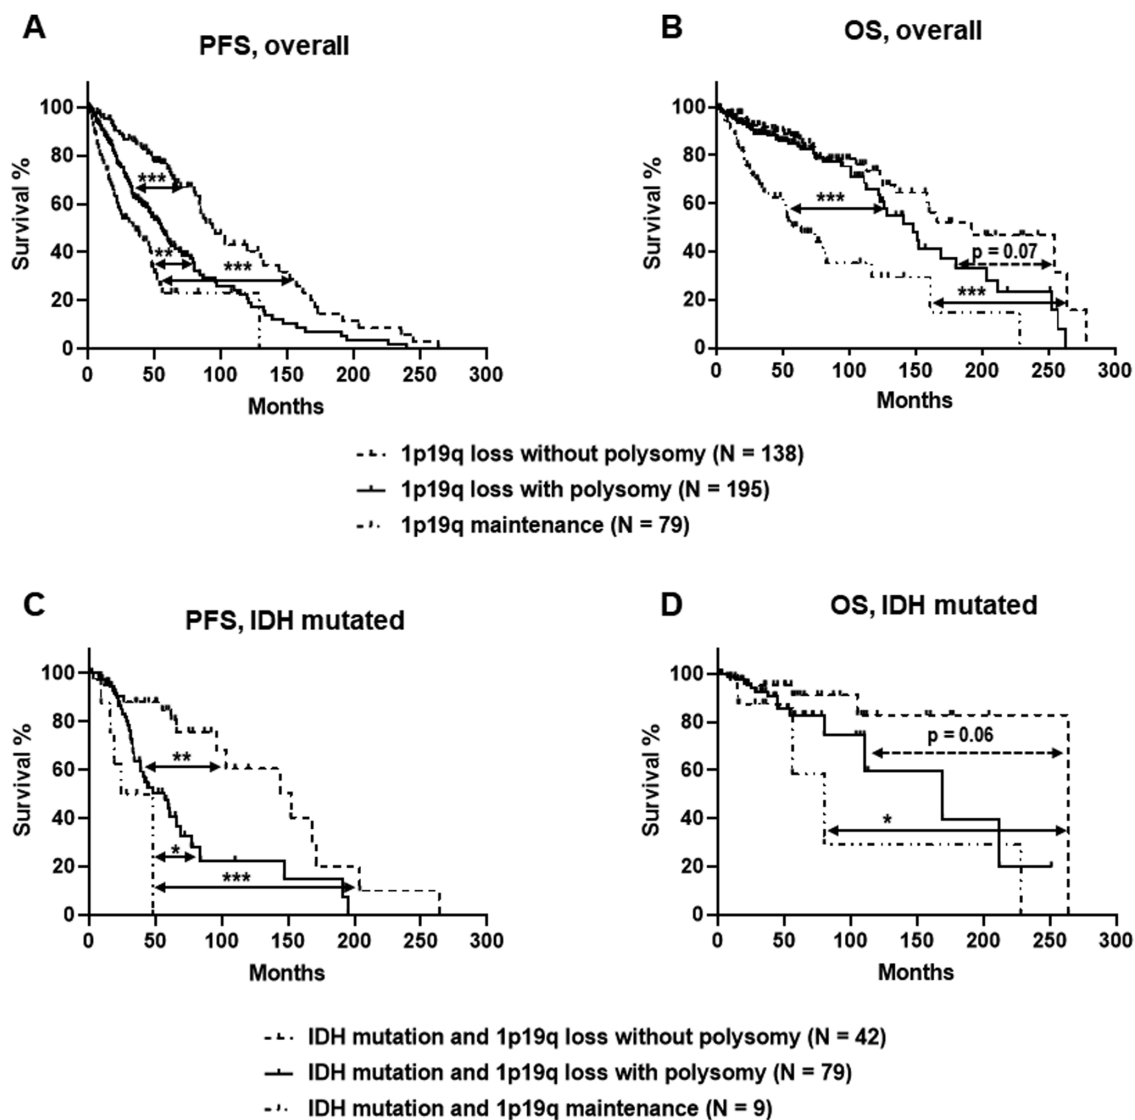 A
PFS, overall
B
OS, overall
Survival %
100
80
60
40
20
0
***
**
***
0 50 100 150 200 250 300
Months
Survival %
100
80
60
40
20
0
***
p = 0.07
***
0 50 100 150 200 250 300
Months
1p19q loss without polysomy (N = 138)
1p19q loss with polysomy (N = 195)
1p19q maintenance (N = 79)
C
PFS, IDH mutated
D
OS, IDH mutated
Survival %
100
80
60
40
20
0
**
*
***
0 50 100 150 200 250 300
Months
Survival %
100
80
60
40
20
0
p = 0.06
*
0 50 100 150 200 250 300
Months
IDH mutation and 1p19q loss without polysomy (N = 42)
IDH mutation and 1p19q loss with polysomy (N = 79)
IDH mutation and 1p19q maintenance (N = 9)